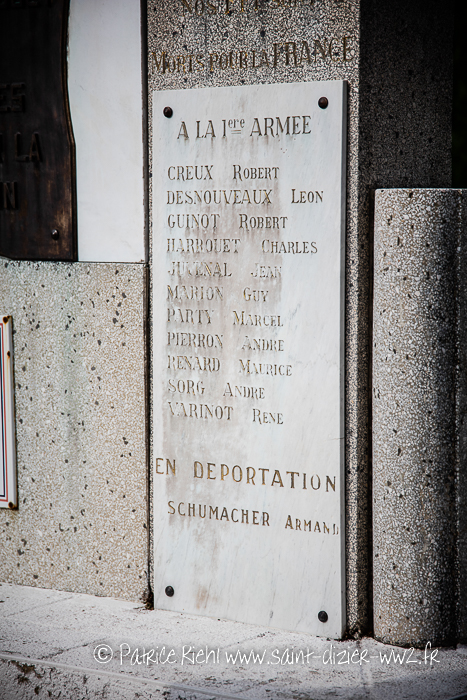 MORTS POUR LA FRANCE
A LA 1ere ARMEE
CREUX ROBERT
DESNOUVEAUX LEON
GUINOT ROBERT
HARROUET CHARLES
JUVENAL JEAN
MARION GUY
PARTY MARCEL
PIERRON ANDRE
RENARD MAURICE
SORG ANDRE
VARINOT RENE
EN DEPORTATION
SCHUMACHER ARMAND
© Patrice Kiehl www.saint-dizier-ww2.fr